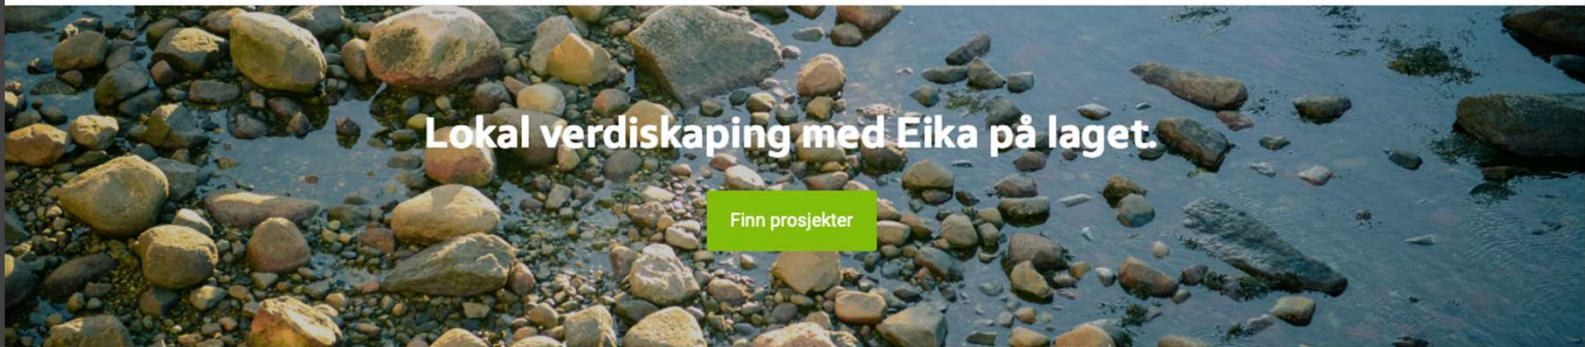 Lokal verdiskaping med Eika på laget.
Finn prosjekter